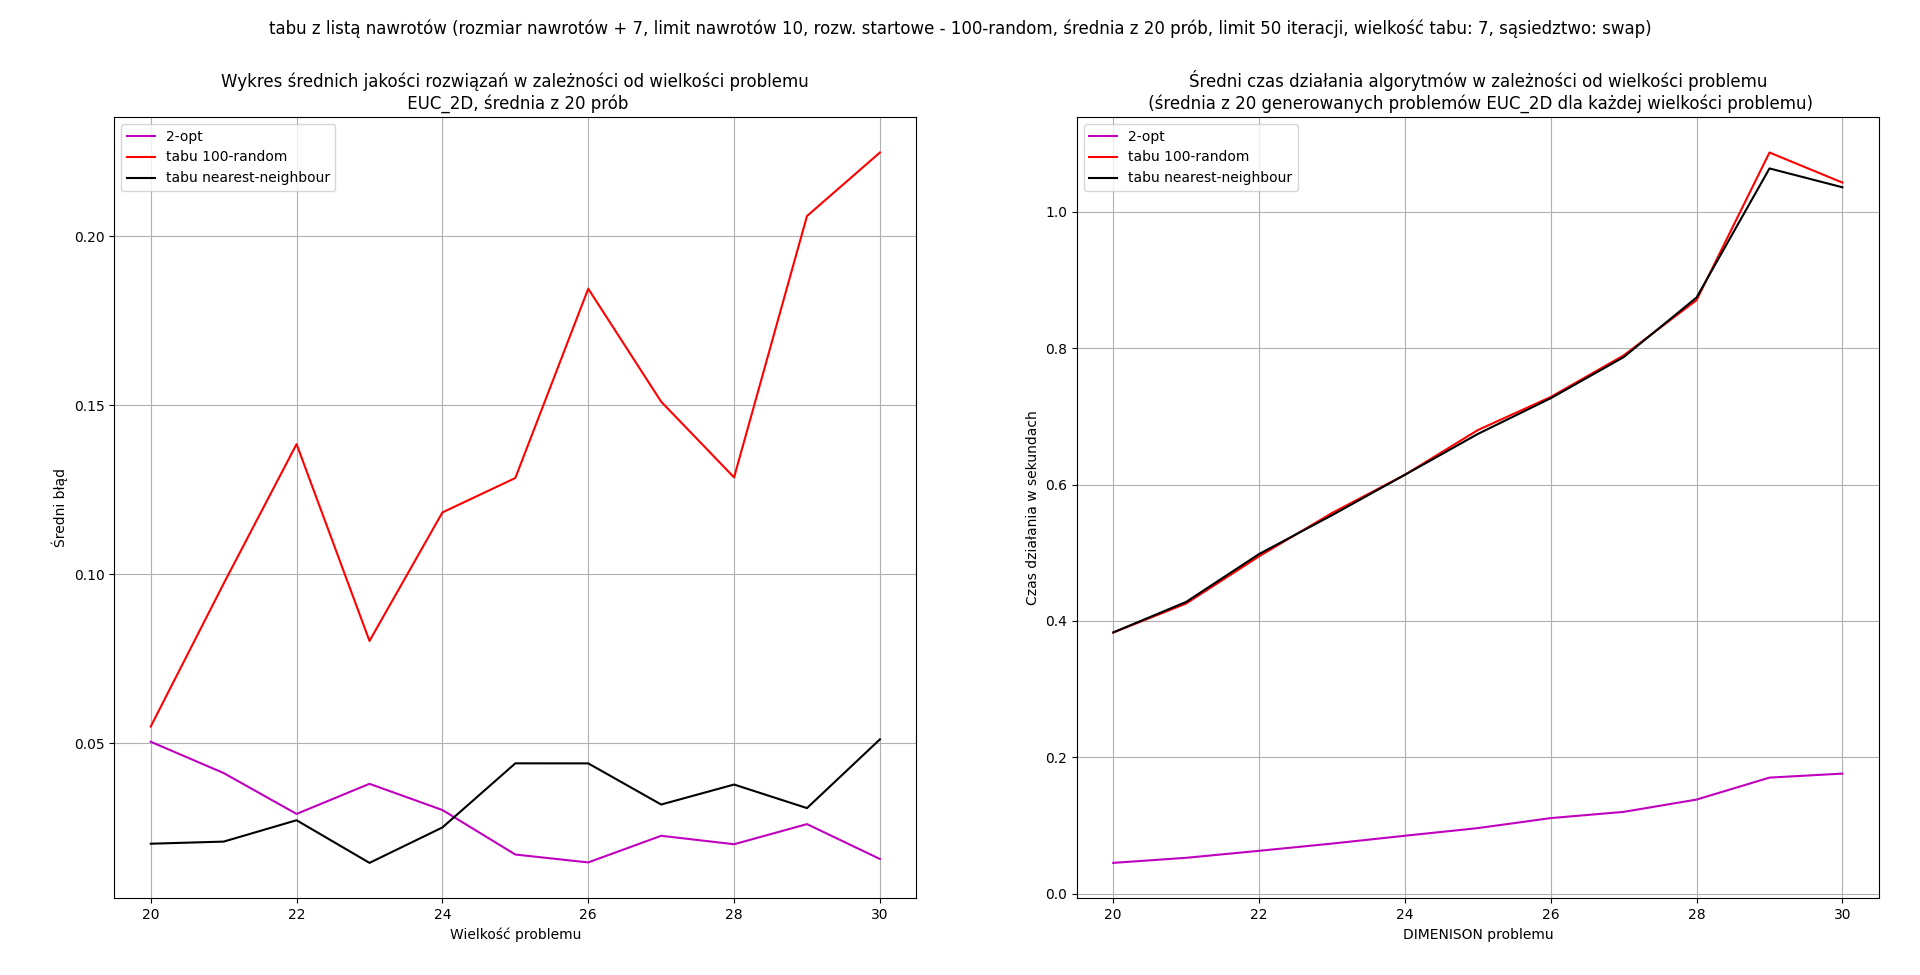 tabu z listą nawrotów (rozmiar nawrotów + 7, limit nawrotów 10, rozw. startowe - 100-random, średnia z 20 prób, limit 50 iteracji, wielkość tabu: 7, sąsiedztwo: swap)
Wykres średnich jakości rozwiązań w zależności od wielkości problemu
EUC_2D, średnia z 20 prób
2-opt
tabu 100-random
tabu nearest-neighbour
0.20
0.15
0.10
0.05
Średni błąd
20 22 24 26 28 30
Wielkość problemu
Średni czas działania algorytmów w zależności od wielkości problemu
(średnia z 20 generowanych problemów EUC_2D dla każdej wielkości problemu)
2-opt
tabu 100-random
tabu nearest-neighbour
1.0
0.8
0.6
0.4
0.2
0.0
Czas działania w sekundach
20 22 24 26 28 30
DIMENISON problemu